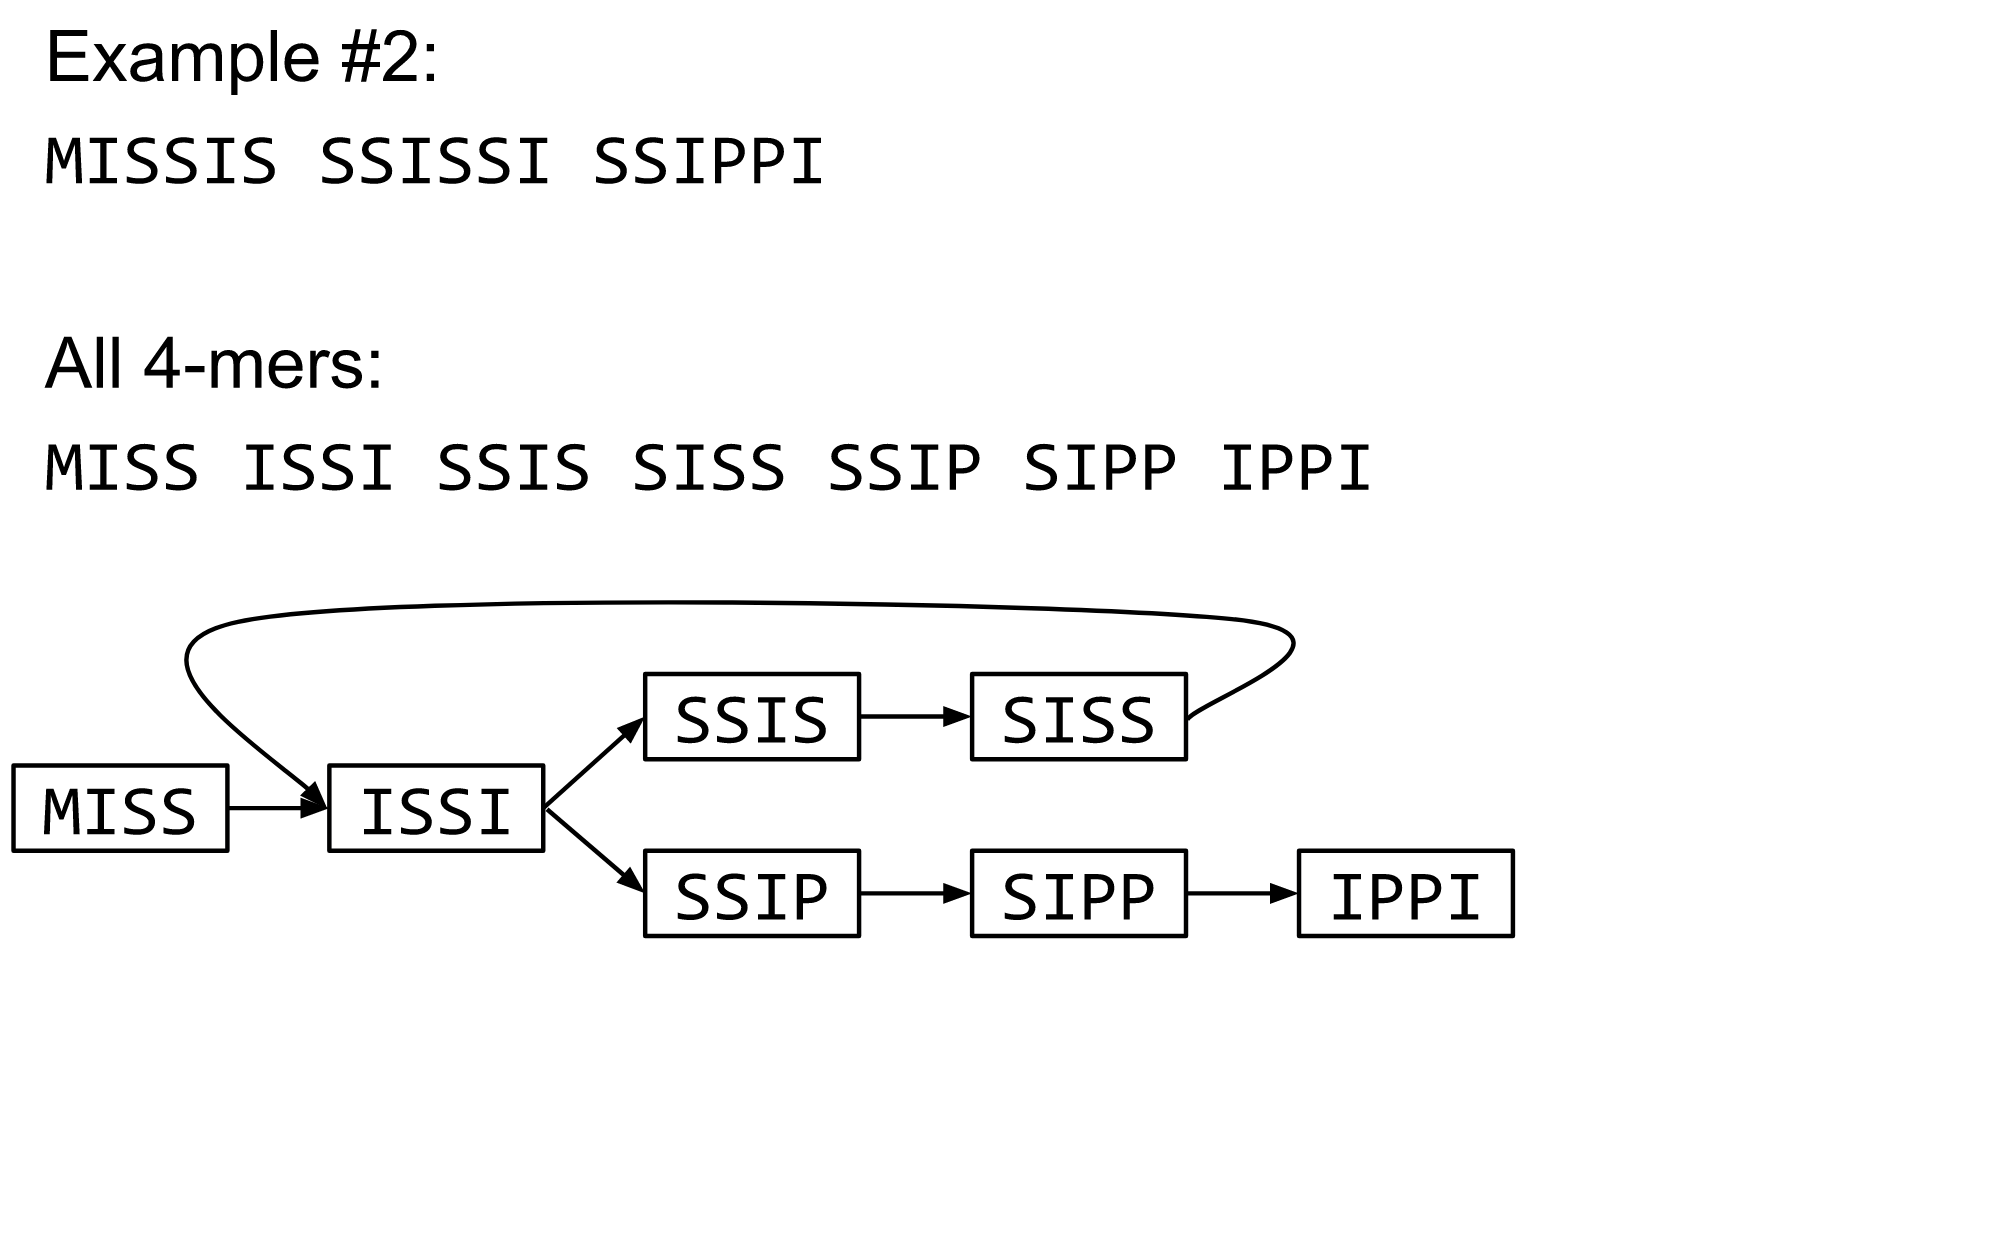 Example #2:
MISSIS SSISSI SSIPPI
All 4-mers:
MISS ISSI SSIS SISS SSIP SIPP IPPI
SSIS SISS
MISS ISSI
SSIP SIPP IPPI